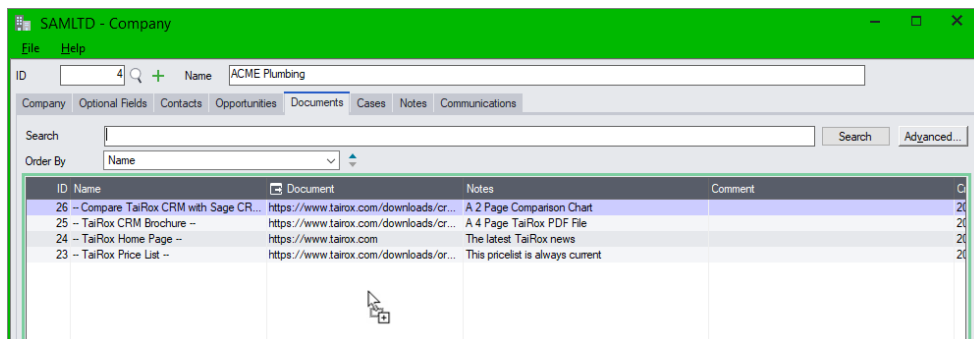 SAMLTD - Company
File Help
ID 4 Name ACME Plumbing
Company Optional Fields Contacts Opportunities Documents Cases Notes Communications
Search Search Advanced...
Order By Name
ID Name Document Notes Comment
26 -- Compare TaiRox CRM with Sage CR... https://www.tairox.com/downloads/cr... A 2 Page Comparison Chart 20
25 -- TaiRox CRM Brochure -- https://www.tairox.com/downloads/cr... A 4 Page TaiRox PDF File 20
24 -- TaiRox Home Page -- https://www.tairox.com The latest TaiRox news 20
23 -- TaiRox Price List -- https://www.tairox.com/downloads/or... This pricelist is always current 20